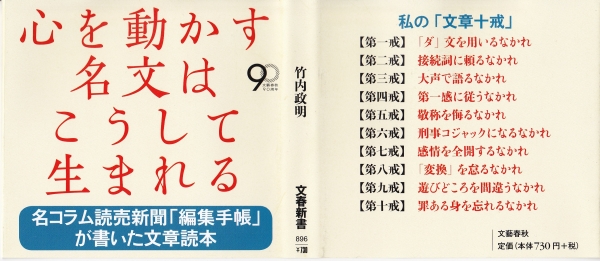 心を動かす
名文は
こうして
生まれる
90
名コラム読売新聞「編集手帳」
が書いた文章読本
竹内政明
文春新書
896
私の「文章十戒」
【第一戒】「ダ」文を用いるなかれ
【第二戒】接続詞に頼るなかれ
【第三戒】大声で語るなかれ
【第四戒】第一感に従うなかれ
【第五戒】敬称を侮るなかれ
【第六戒】刑事コジャックになるなかれ
【第七戒】感情を全開するなかれ
【第八戒】「変換」を怠るなかれ
【第九戒】遊びどころを間違うなかれ
【第十戒】罪ある身を忘れるなかれ
文藝春秋
定価(本体730円+税)